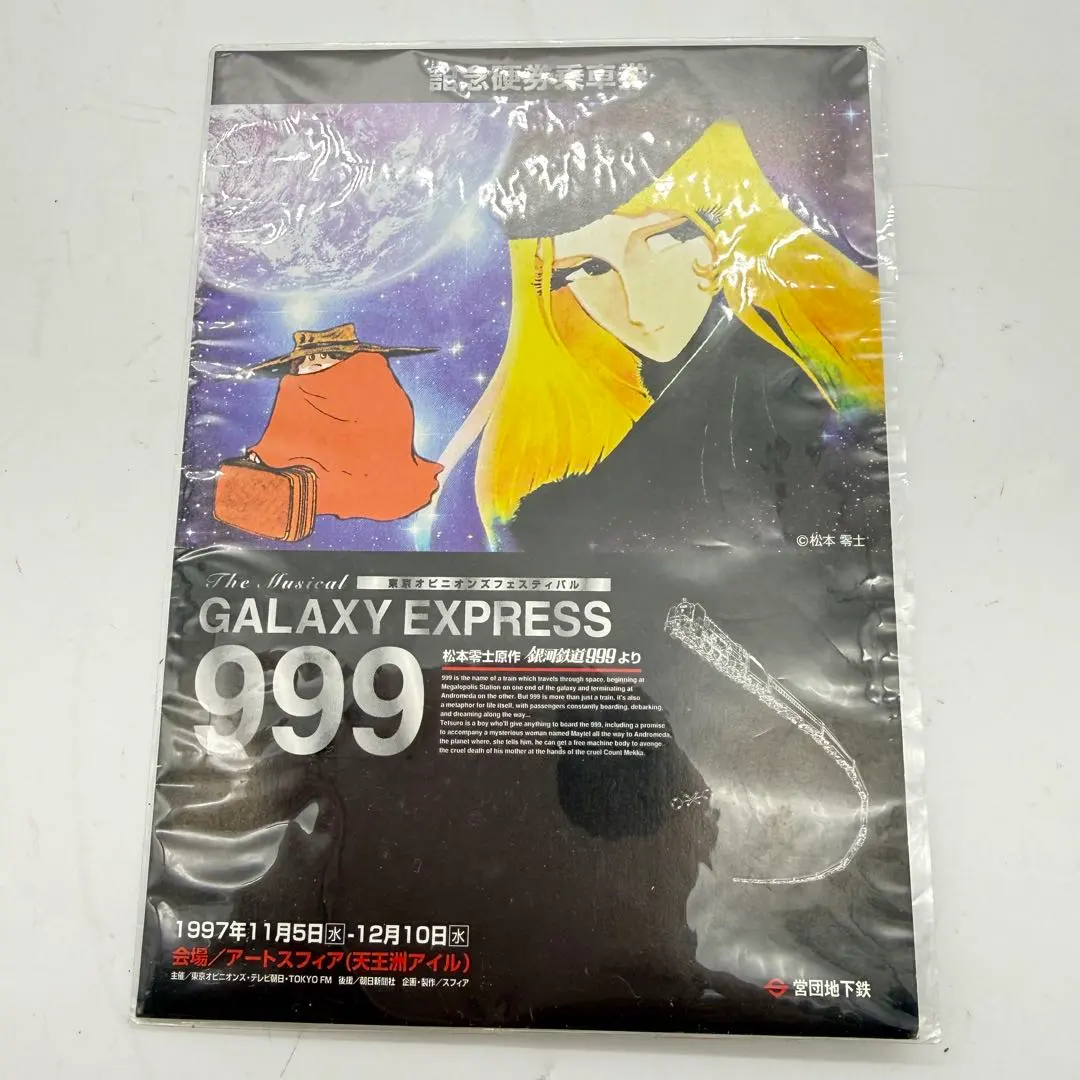 記念硬券乗車券
©松本 零士
The Musical 東京オピニオンズフェスティバル
GALAXY EXPRESS
999
松本零士原作 銀河鉄道999より
999 is the name of a train which travels through space, beginning at
Megalopolis Station on one end of the galaxy and terminating at
Andromeda on the other. But 999 is more than just a train, it's also
a metaphor for life itself, with passengers constantly boarding, debarking,
and dreaming along the way...
Tetsuro is a boy who'll give anything to board the 999, including a promise
to accompany a mysterious woman named Maytel all the way to Andromeda,
the planet where, she tells him, he can get a free machine body to avenge
the cruel death of his mother at the hands of the cruel Count Mekka.
1997年11月5日水-12月10日水
会場/アートスフィア(天王洲アイル)
主催/東京オピニオンズ・テレビ朝日・TOKYO FM 後援/朝日新聞社 企画・製作/スフィア
営団地下鉄